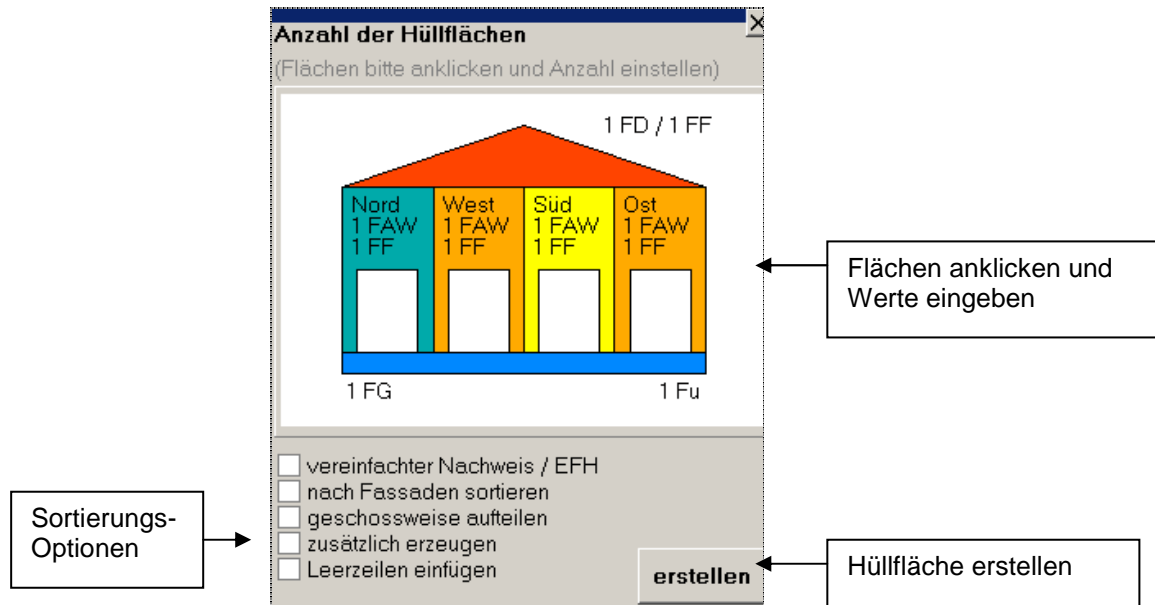 Anzahl der Hüllflächen
(Flächen bitte anklicken und Anzahl einstellen)
1 FD / 1 FF
Nord
1 FAW
1 FF
West
1 FAW
1 FF
Süd
1 FAW
1 FF
Ost
1 FAW
1 FF
1 FG
1 Fu
Flächen anklicken und
Werte eingeben
vereinfachter Nachweis / EFH
nach Fassaden sortieren
geschossweise aufteilen
zusätzlich erzeugen
Leerzeilen einfügen
Sortierungs-
Optionen
erstellen
Hüllfläche erstellen